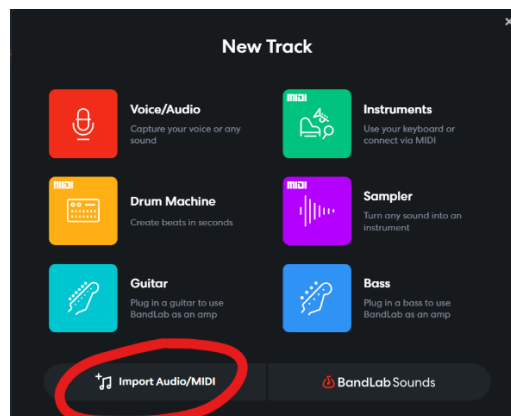 New Track
MIDI
Voice/Audio
Capture your voice or any
sound
Instruments
Use your keyboard or
connect via MIDI
MIDI
MIDI
Drum Machine
Create beats in seconds
Sampler
Turn any sound into an
instrument
Guitar
Plug in a guitar to use
BandLab as an amp
Bass
Plug in a bass to use
BandLab as an amp
Import Audio/MIDI
BandLab Sounds